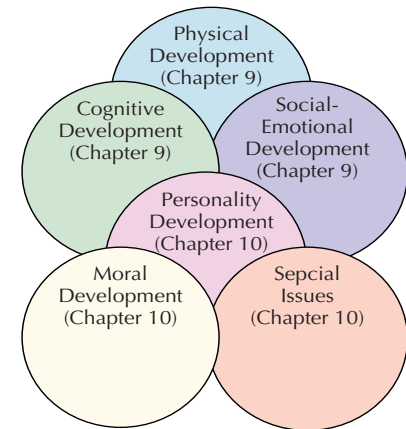 Physical
Development
(Chapter 9)
Cognitive
Development
(Chapter 9)
Social-
Emotional
Development
(Chapter 9)
Personality
Development
(Chapter 10)
Moral
Development
(Chapter 10)
Sepcial
Issues
(Chapter 10)